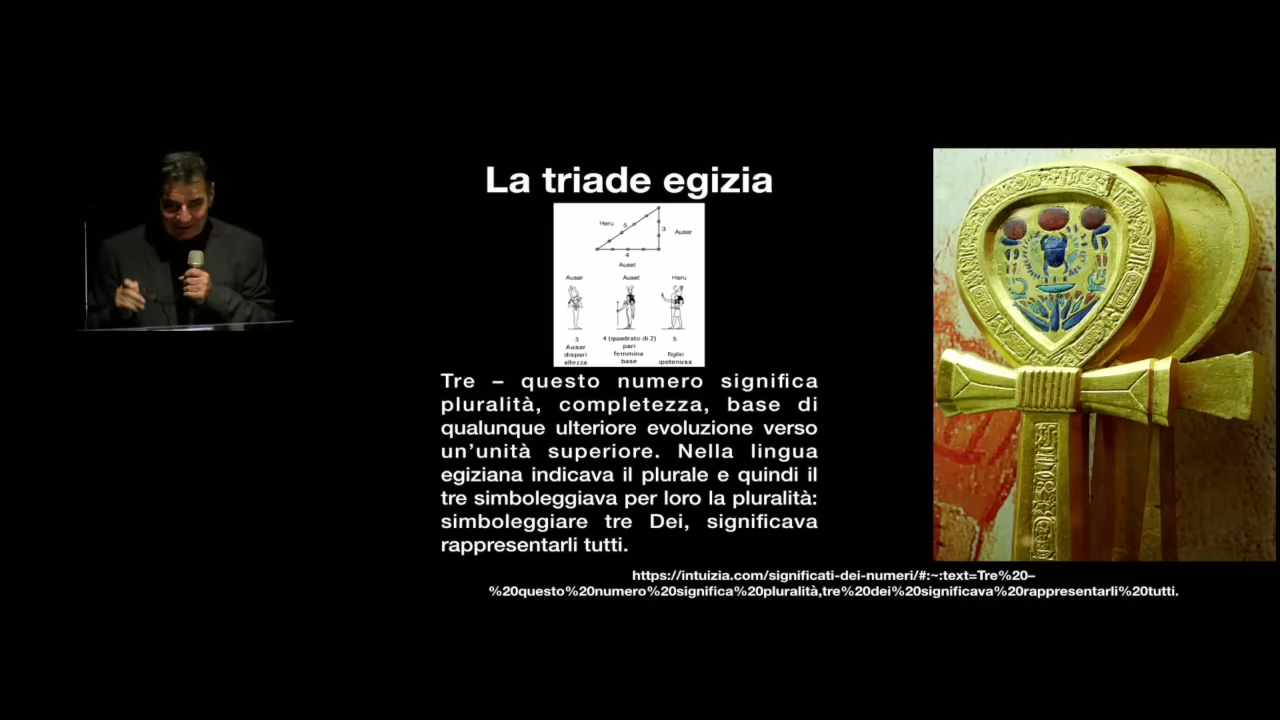 La triade egizia
Heru
5
3
Ausar
4
Auset
Ausar
Auset
Heru
3
4 (quadrato di 2)
5
Ausar
pari
dispari
femmina
figlio
altezza
base
ipotenusa
Tre – questo numero significa
pluralità, completezza, base di
qualunque ulteriore evoluzione verso
un’unità superiore. Nella lingua
egiziana indicava il plurale e quindi il
tre simboleggiava per loro la pluralità:
simboleggiare tre Dei, significava
rappresentarli tutti.
https://intuizia.com/significati-dei-numeri/#:~:text=Tre%20–
%20questo%20numero%20significa%20pluralità,tre%20dei%20significava%20rappresentarli%20tutti.